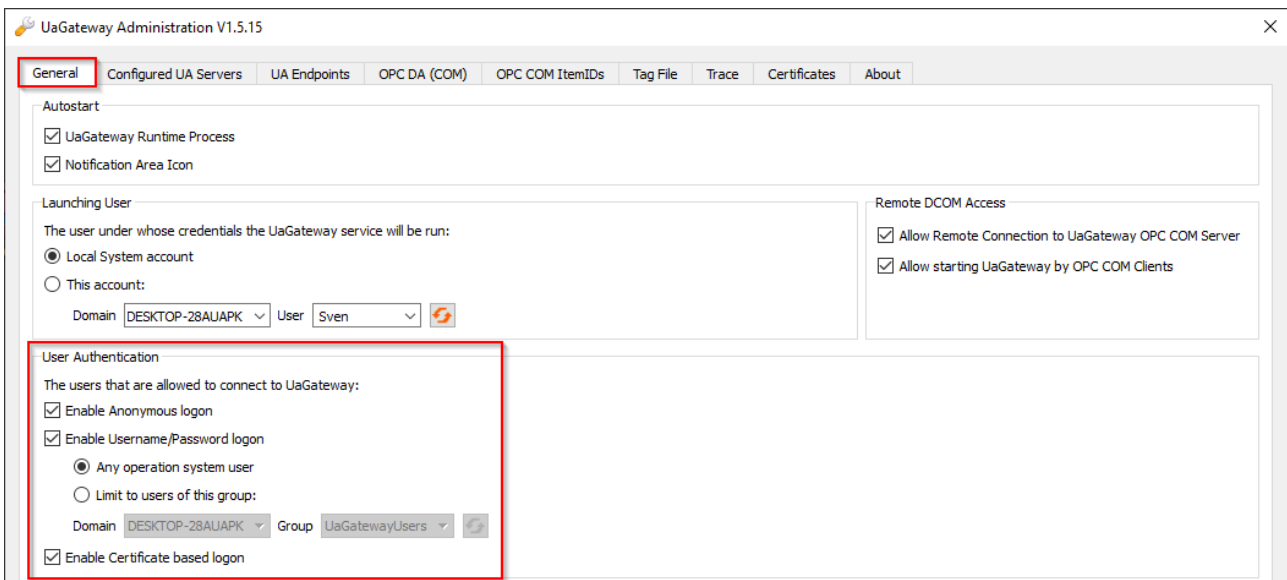 UaGateway Administration V1.5.15
General Configured UA Servers UA Endpoints OPC DA (COM) OPC COM ItemIDs Tag File Trace Certificates About
Autostart
UaGateway Runtime Process
Notification Area Icon
Launching User
The user under whose credentials the UaGateway service will be run:
Local System account
This account:
Domain DESKTOP-28AUAPK User Sven
Remote DCOM Access
Allow Remote Connection to UaGateway OPC COM Server
Allow starting UaGateway by OPC COM Clients
User Authentication
The users that are allowed to connect to UaGateway:
Enable Anonymous logon
Enable Username/Password logon
Any operation system user
Limit to users of this group:
Domain DESKTOP-28AUAPK Group UaGatewayUsers
Enable Certificate based logon